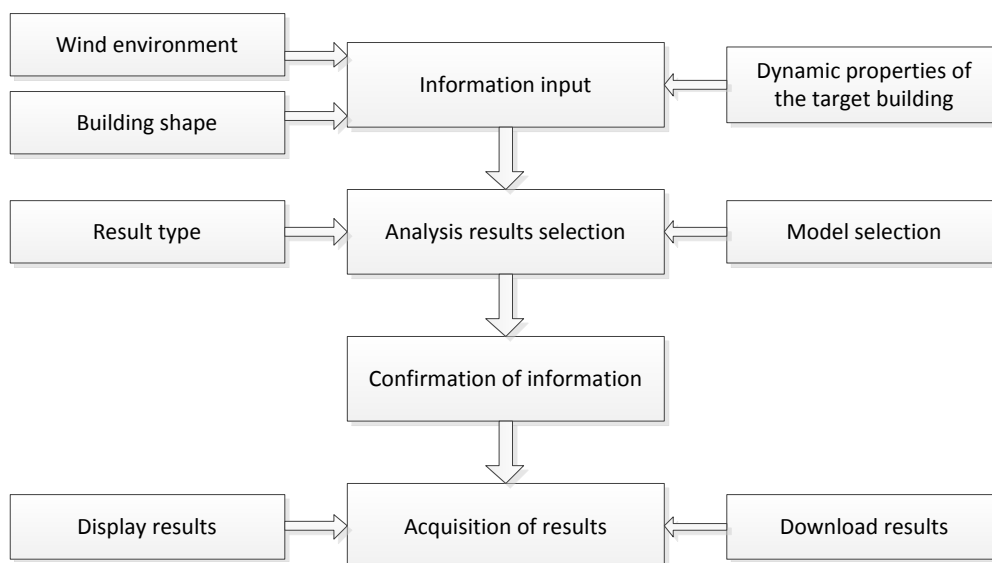 Wind environment
Information input
Dynamic properties of
the target building
Building shape
Result type
Analysis results selection
Model selection
Confirmation of information
Display results
Acquisition of results
Download results